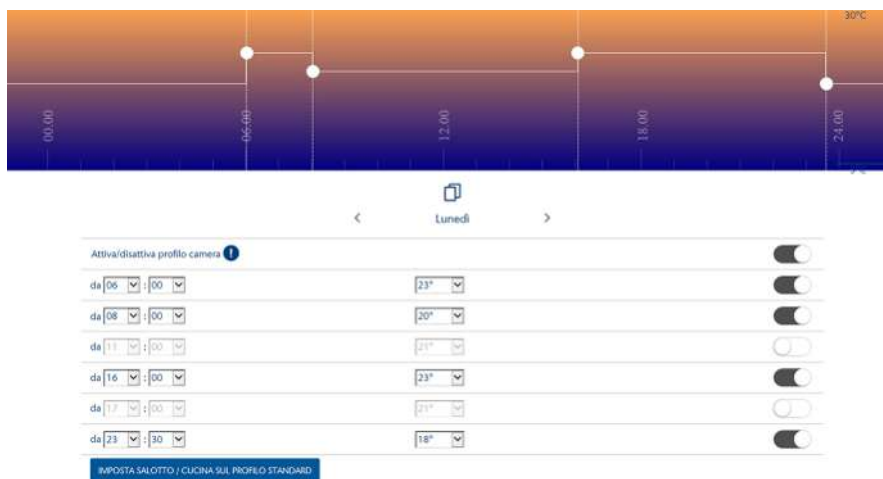 30°C
00.00 06.00 12.00 18.00 24.00
Lunedì
Attiva/disattiva profilo camera !
da 06 : 00 23°
da 08 : 00 20°
da 11 : 00 21°
da 16 : 00 23°
da 17 : 00 21°
da 23 : 30 18°
IMPOSTA SALOTTO / CUCINA SUL PROFILO STANDARD